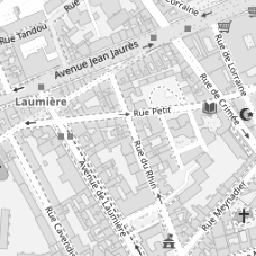 Lorraine
Rue Tandou
Avenue Jean Jaurès
Rue de Lorraine
Laumière
Rue de Crimée
Rue Petit
Rue du Rhin
Avenue de Laumière
Rue Meynadier
Rue Cavendish